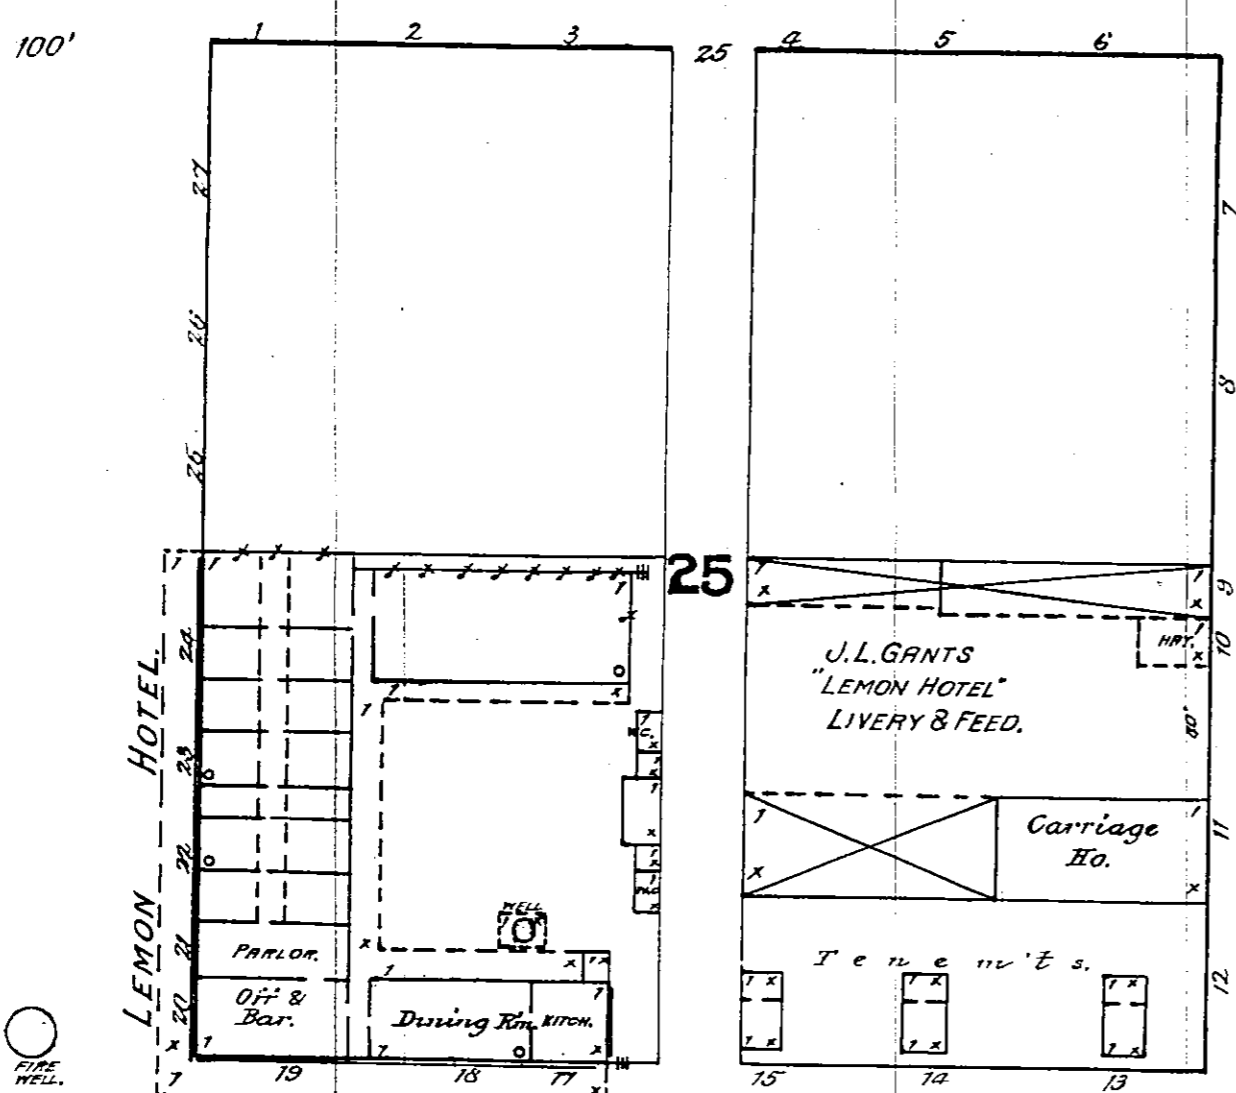 100'
1 2 3 25 4 5 6
27
7
26
8
25
25
9
HAY.
10
J.L. GANTS
"LEMON HOTEL"
LIVERY & FEED.
80'
LEMON HOTEL.
24
23
22
21
20
C.
Carriage
Ho.
11
WELL
PARLOR.
Off &
Bar.
Dining R'm.
KITCH.
Tenem'ts.
12
FIRE
WELL.
19 18 17 15 14 13